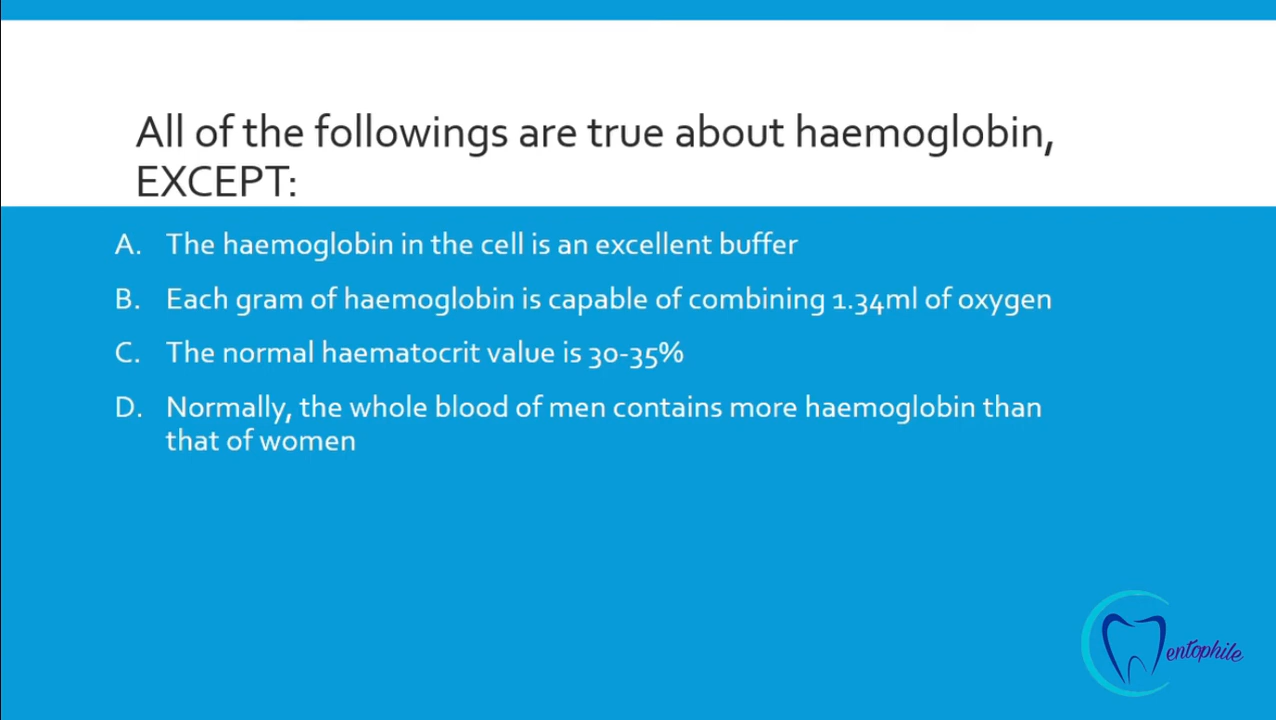 All of the followings are true about haemoglobin,
EXCEPT:
A. The haemoglobin in the cell is an excellent buffer
B. Each gram of haemoglobin is capable of combining 1.34ml of oxygen
C. The normal haematocrit value is 30-35%
D. Normally, the whole blood of men contains more haemoglobin than
that of women
entophile